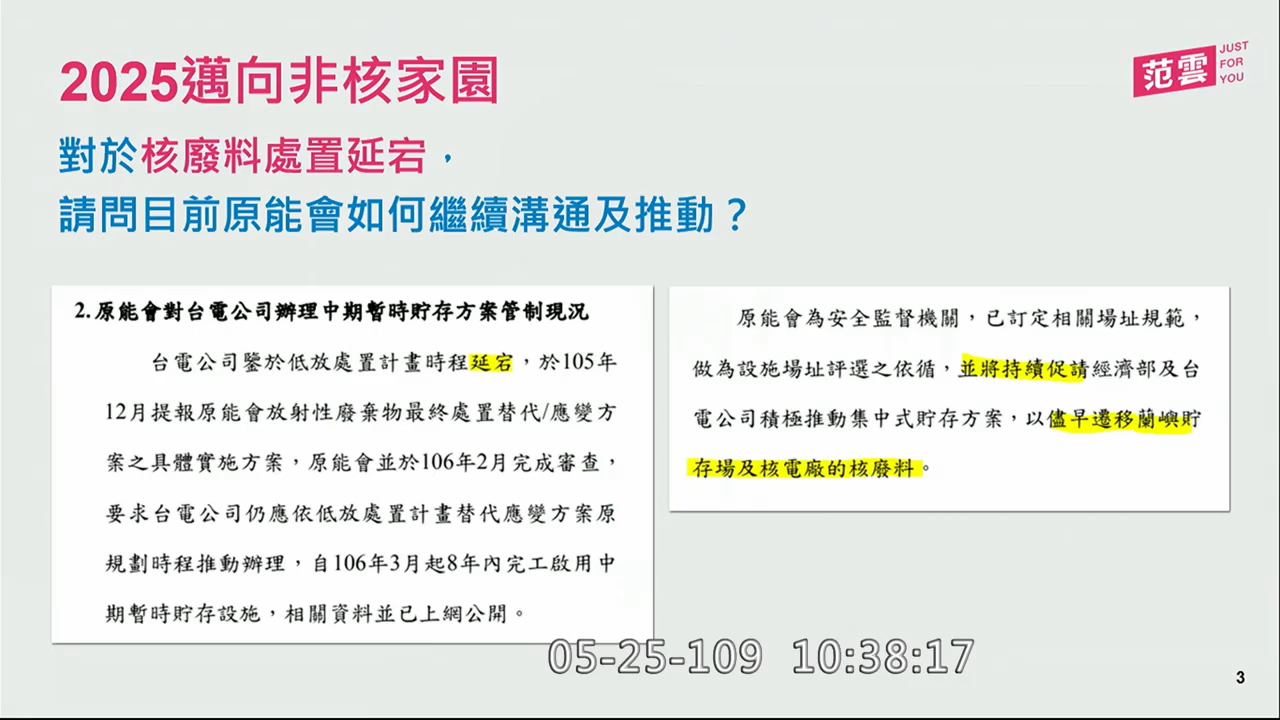 2025邁向非核家園
范雲
JUST
FOR
YOU
對於核廢料處置延宕，
請問目前原能會如何繼續溝通及推動？
2.原能會對台電公司辦理中期暫時貯存方案管制現況
台電公司鑒於低放處置計畫時程延宕，於105年
12月提報原能會放射性廢棄物最終處置替代/應變方
案之具體實施方案，原能會並於106年2月完成審查，
要求台電公司仍應依低放處置計畫替代應變方案原
規劃時程推動辦理，自106年3月起8年內完工啟用中
期暫時貯存設施，相關資料並已上網公開。
原能會為安全監督機關，已訂定相關場址規範，
做為設施場址評選之依循，並將持續促請經濟部及台
電公司積極推動集中式貯存方案，以儘早遷移蘭嶼貯
存場及核電廠的核廢料。
05-25-109 10:38:17
3